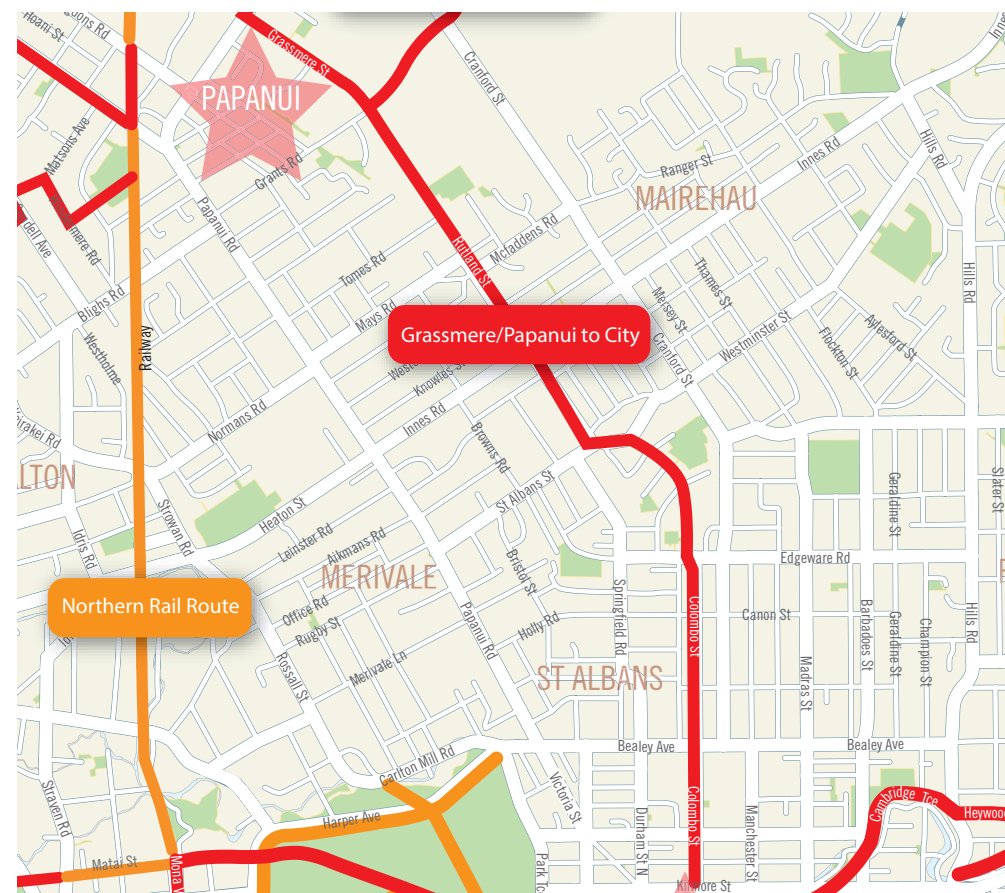 Hoani St
Grassmere St
PAPANUI
Cranford St
Matsons Ave
Grants Rd
Ranger St
Innes Rd
Hills Rd
MAIREHAU
Papanui Rd
Rutland St
Mcfaddens Rd
Tomes Rd
Thames St
Hills Rd
Blighs Rd
Mays Rd
Mersey St
Railway
Grassmere/Papanui to City
Westminster St
Aylesford St
Flockton St
Cranford St
Westholme
Knowles St
Normans Rd
Innes Rd
Browns Rd
St Albans St
Geraldine St
Slater St
Strowan Rd
Heaton St
Idris Rd
Leinster Rd
Aikmans Rd
Bristol St
Edgeware Rd
MERIVALE
Northern Rail Route
Office Rd
Rugby St
Papanui Rd
Holly Rd
Springfield Rd
Colombo St
Canon St
Barbadoes St
Geraldine St
Champion St
Hills Rd
Rossall St
Merivale Ln
ST ALBANS
Madras St
Bealey Ave
Bealey Ave
Carlton Mill Rd
Straven Rd
Victoria St
Harper Ave
Durham St N
Colombo St
Manchester St
Cambridge Tce
Matai St
Mona